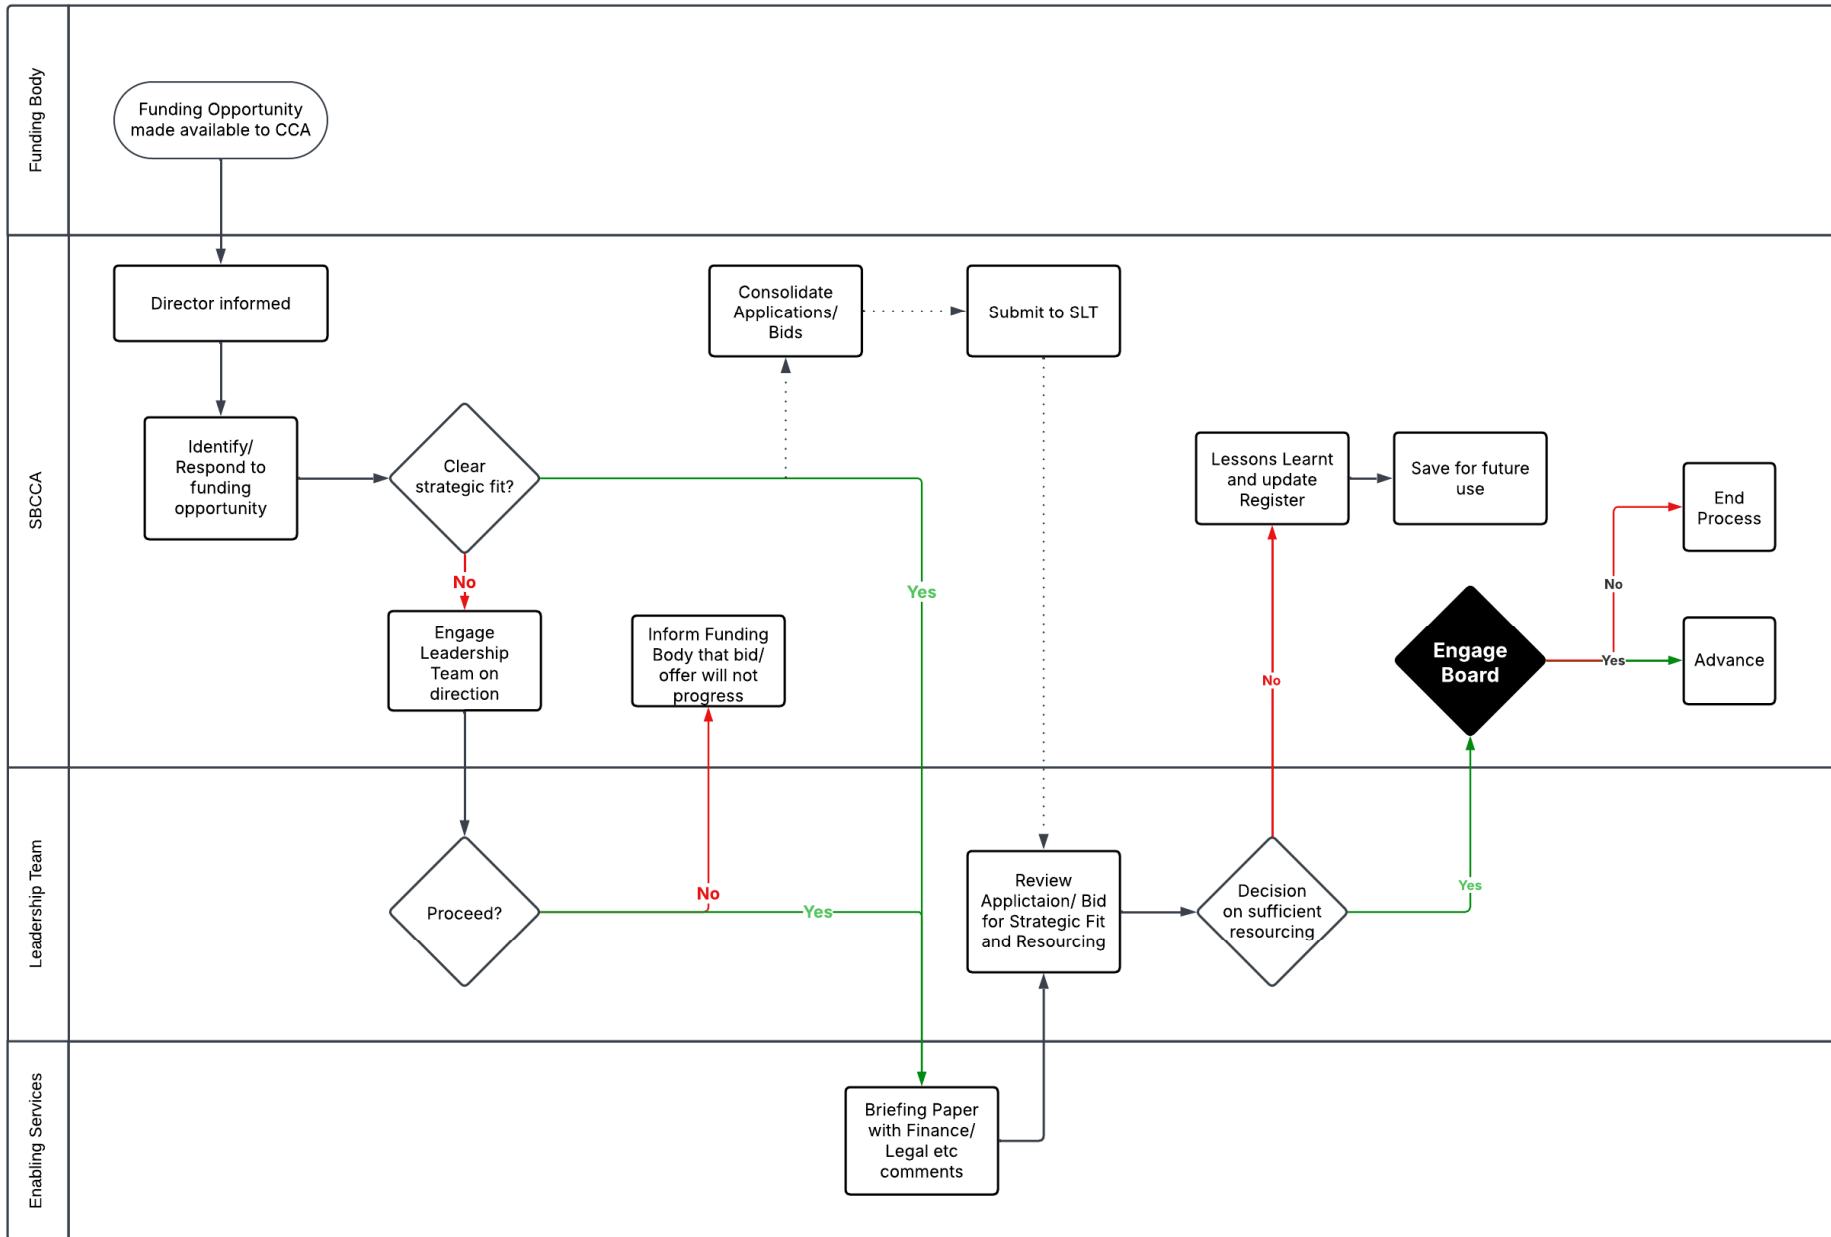 Funding Body
Funding Opportunity
made available to CCA
SBCCA
Director informed
Identify/
Respond to
funding
opportunity
Clear
strategic fit?
No
Engage
Leadership
Team on
direction
Inform Funding
Body that bid/
offer will not
progress
Consolidate
Applications/
Bids
Submit to SLT
Yes
Lessons Learnt
and update
Register
Save for future
use
No
Engage
Board
No
Yes
End
Process
Advance
Leadership Team
Proceed?
No
Yes
Review
Applictaion/ Bid
for Strategic Fit
and Resourcing
Decision
on sufficient
resourcing
Yes
Enabling Services
Briefing Paper
with Finance/
Legal etc
comments